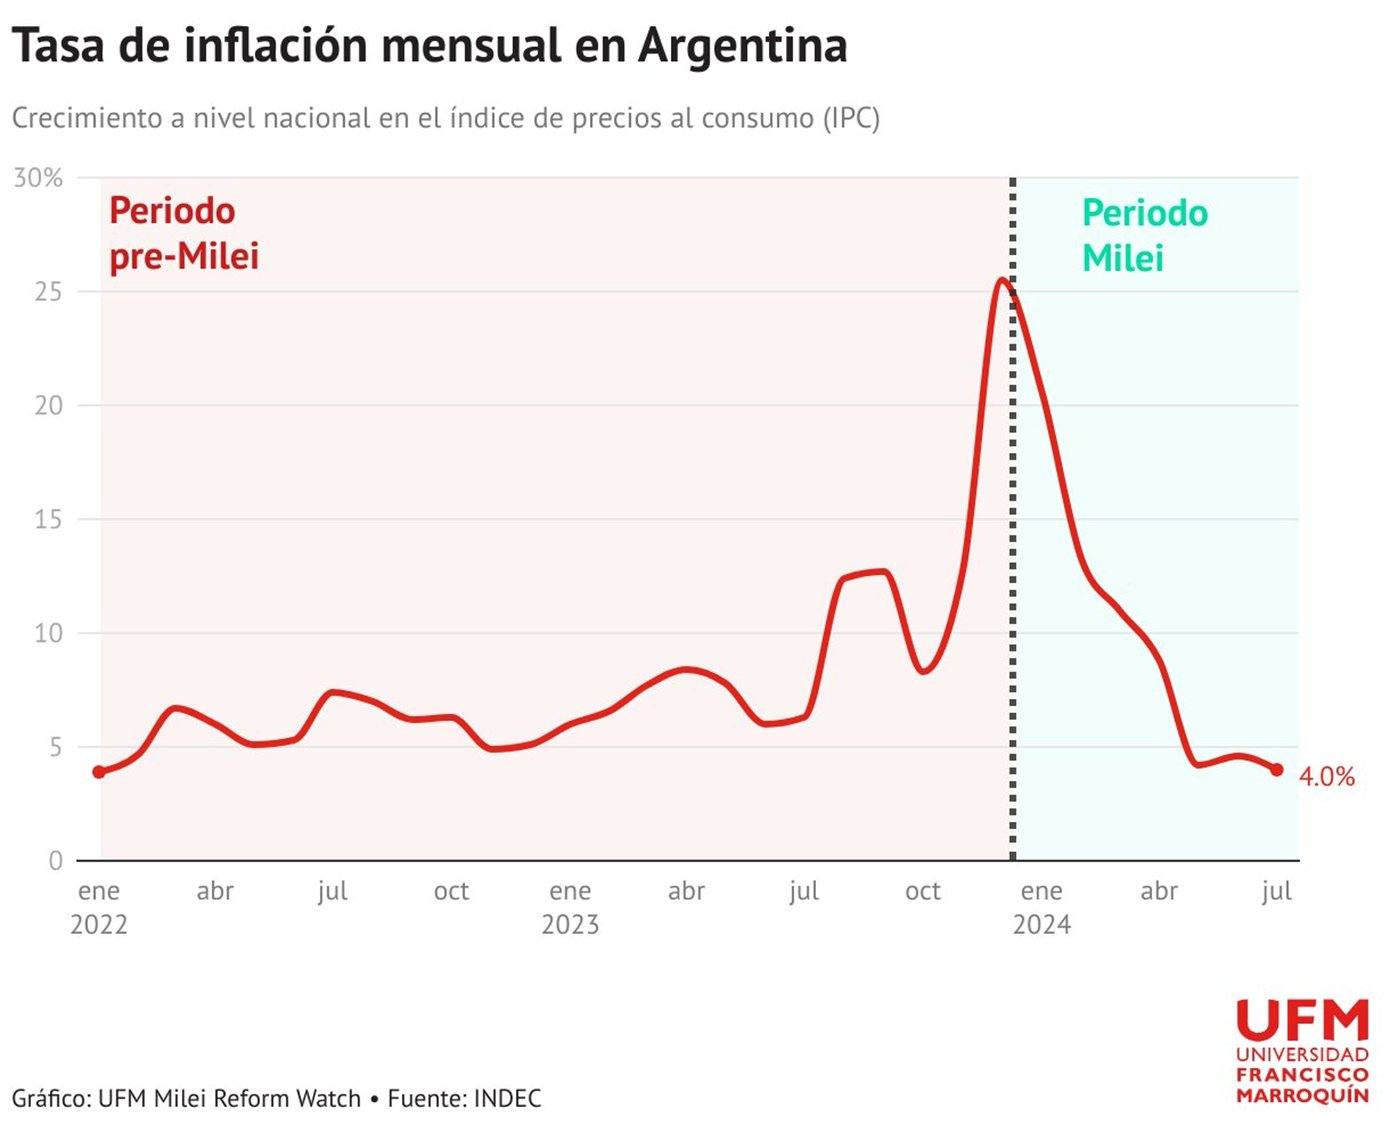 Tasa de inflación mensual en Argentina
Crecimiento a nivel nacional en el índice de precios al consumo (IPC)
30%
Periodo
pre-Milei
Periodo
Milei
25
20
15
10
5
4.0%
0
ene abr jul oct ene abr jul oct ene abr jul
2022 2023 2024
UFM
UNIVERSIDAD
FRANCISCO
MARROQUÍN
Gráfico: UFM Milei Reform Watch • Fuente: INDEC